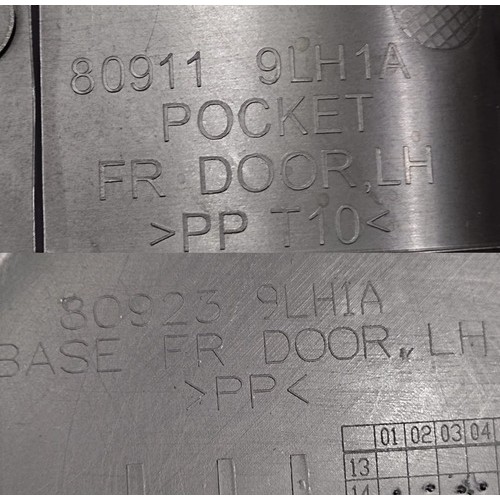 80911 9LH1A
POCKET
FR DOOR,LH
>PP T10<
80923 9LH1A
BASE FR DOOR, LH
>PP<
01 02 03 04
13
14